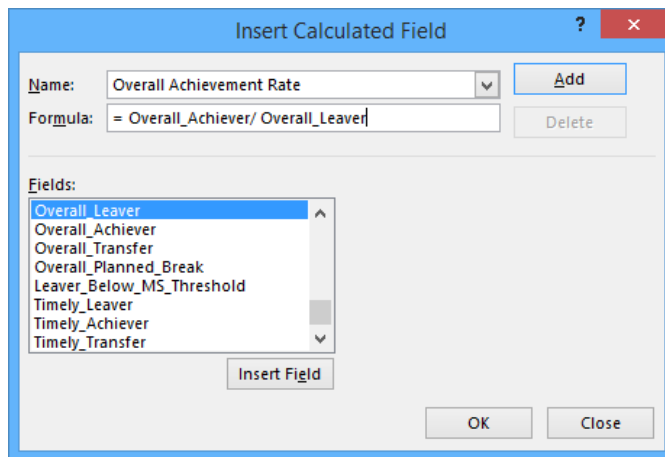 Insert Calculated Field
?
×
Name:
Overall Achievement Rate
Add
Formula:
= Overall_Achiever/ Overall_Leaver
Delete
Fields:
Overall_Leaver
Overall_Achiever
Overall_Transfer
Overall_Planned_Break
Leaver_Below_MS_Threshold
Timely_Leaver
Timely_Achiever
Timely_Transfer
Insert Field
OK
Close